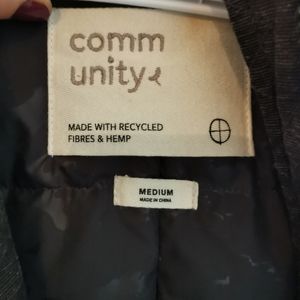 comm
unity
MADE WITH RECYCLED
FIBRES & HEMP
MEDIUM
MADE IN CHINA